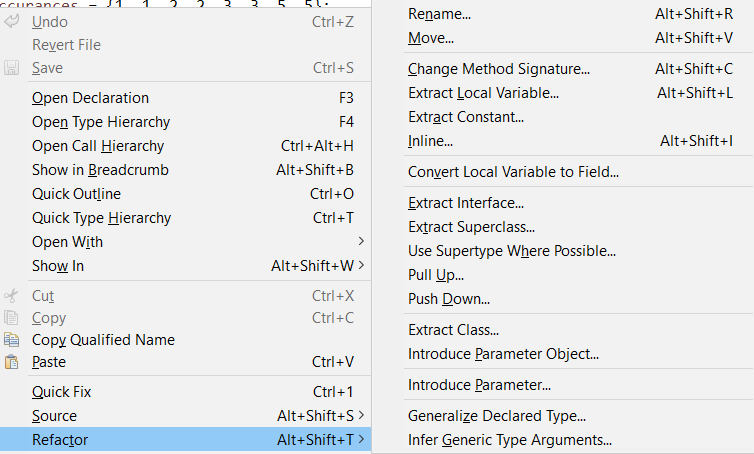 ccupances = {1, 1, 2, 2, 3, 3, 5, 5};
Undo Ctrl+Z
Revert File
Save Ctrl+S
Open Declaration F3
Open Type Hierarchy F4
Open Call Hierarchy Ctrl+Alt+H
Show in Breadcrumb Alt+Shift+B
Quick Outline Ctrl+O
Quick Type Hierarchy Ctrl+T
Open With
Show In Alt+Shift+W
Cut Ctrl+X
Copy Ctrl+C
Copy Qualified Name
Paste Ctrl+V
Quick Fix Ctrl+1
Source Alt+Shift+S
Refactor Alt+Shift+T
Rename... Alt+Shift+R
Move... Alt+Shift+V
Change Method Signature... Alt+Shift+C
Extract Local Variable... Alt+Shift+L
Extract Constant...
Inline... Alt+Shift+I
Convert Local Variable to Field...
Extract Interface...
Extract Superclass...
Use Supertype Where Possible...
Pull Up...
Push Down...
Extract Class...
Introduce Parameter Object...
Introduce Parameter...
Generalize Declared Type...
Infer Generic Type Arguments...